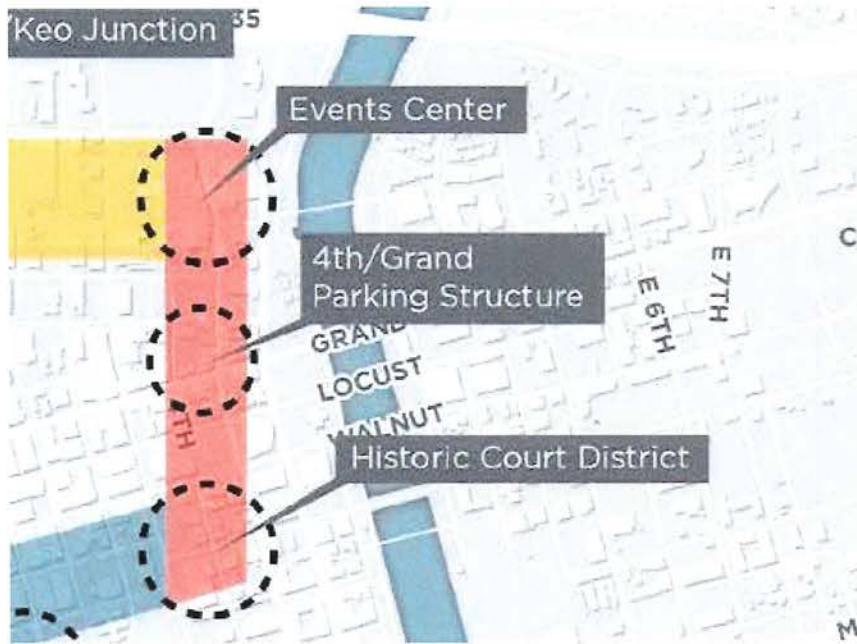 /Keo Junction
35
Events Center
4th/Grand
Parking Structure
E 6TH
E 7TH
C
GRAND
LOCUST
WALNUT
TH
Historic Court District
M